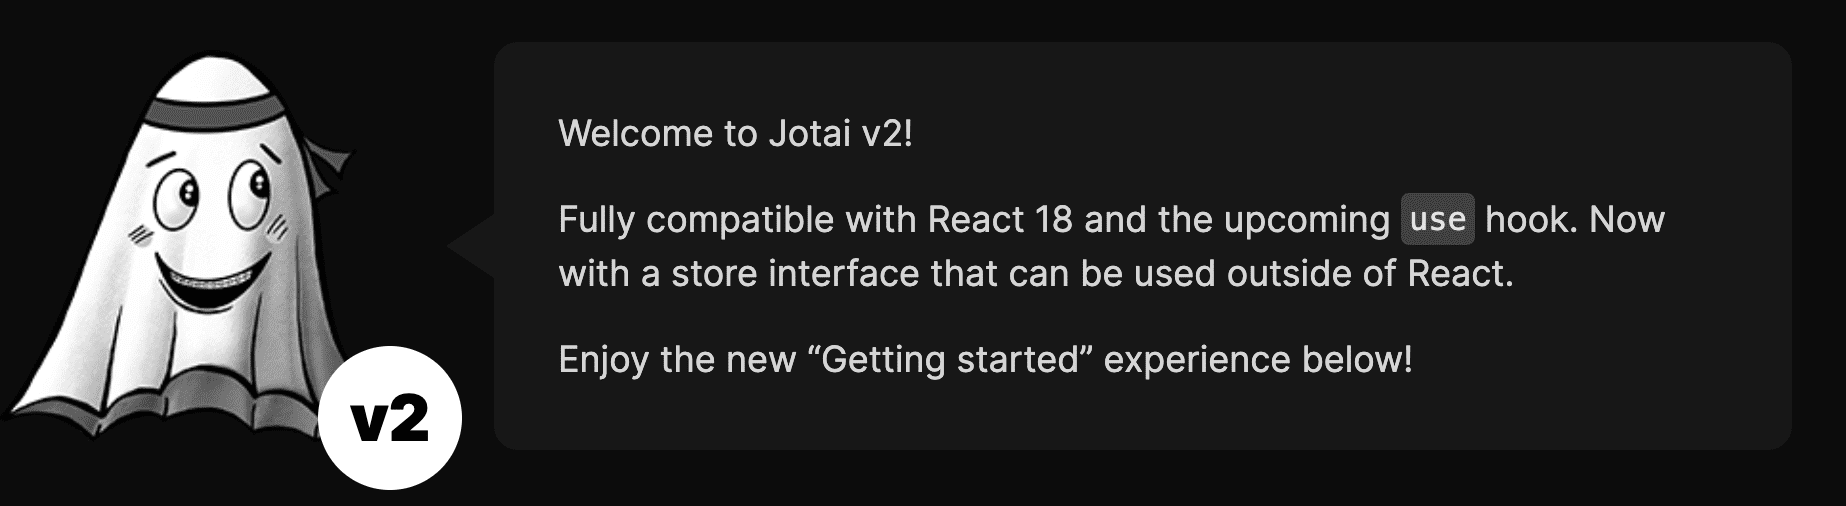 Welcome to Jotai v2!
Fully compatible with React 18 and the upcoming use hook. Now
with a store interface that can be used outside of React.
Enjoy the new “Getting started” experience below!
v2